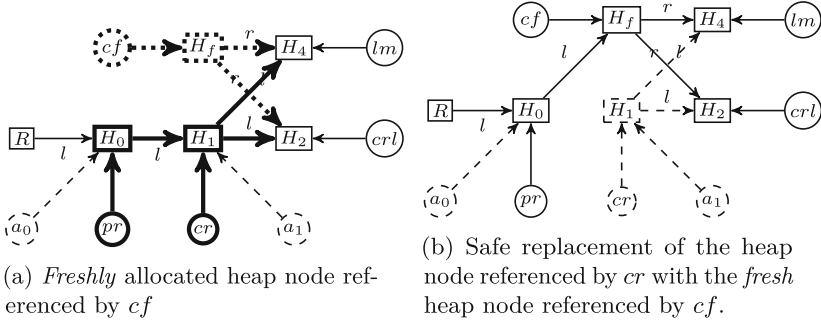 cf H_f r H_4 lm
r l
R l H_0 l H_1 l H_2 crl
a_0 pr cr a_1
(a) Freshly allocated heap node ref-
erenced by cf
cf H_f r H_4 lm
l r l
R l H_0 H_1 l H_2 crl
a_0 pr cr a_1
(b) Safe replacement of the heap
node referenced by cr with the fresh
heap node referenced by cf.